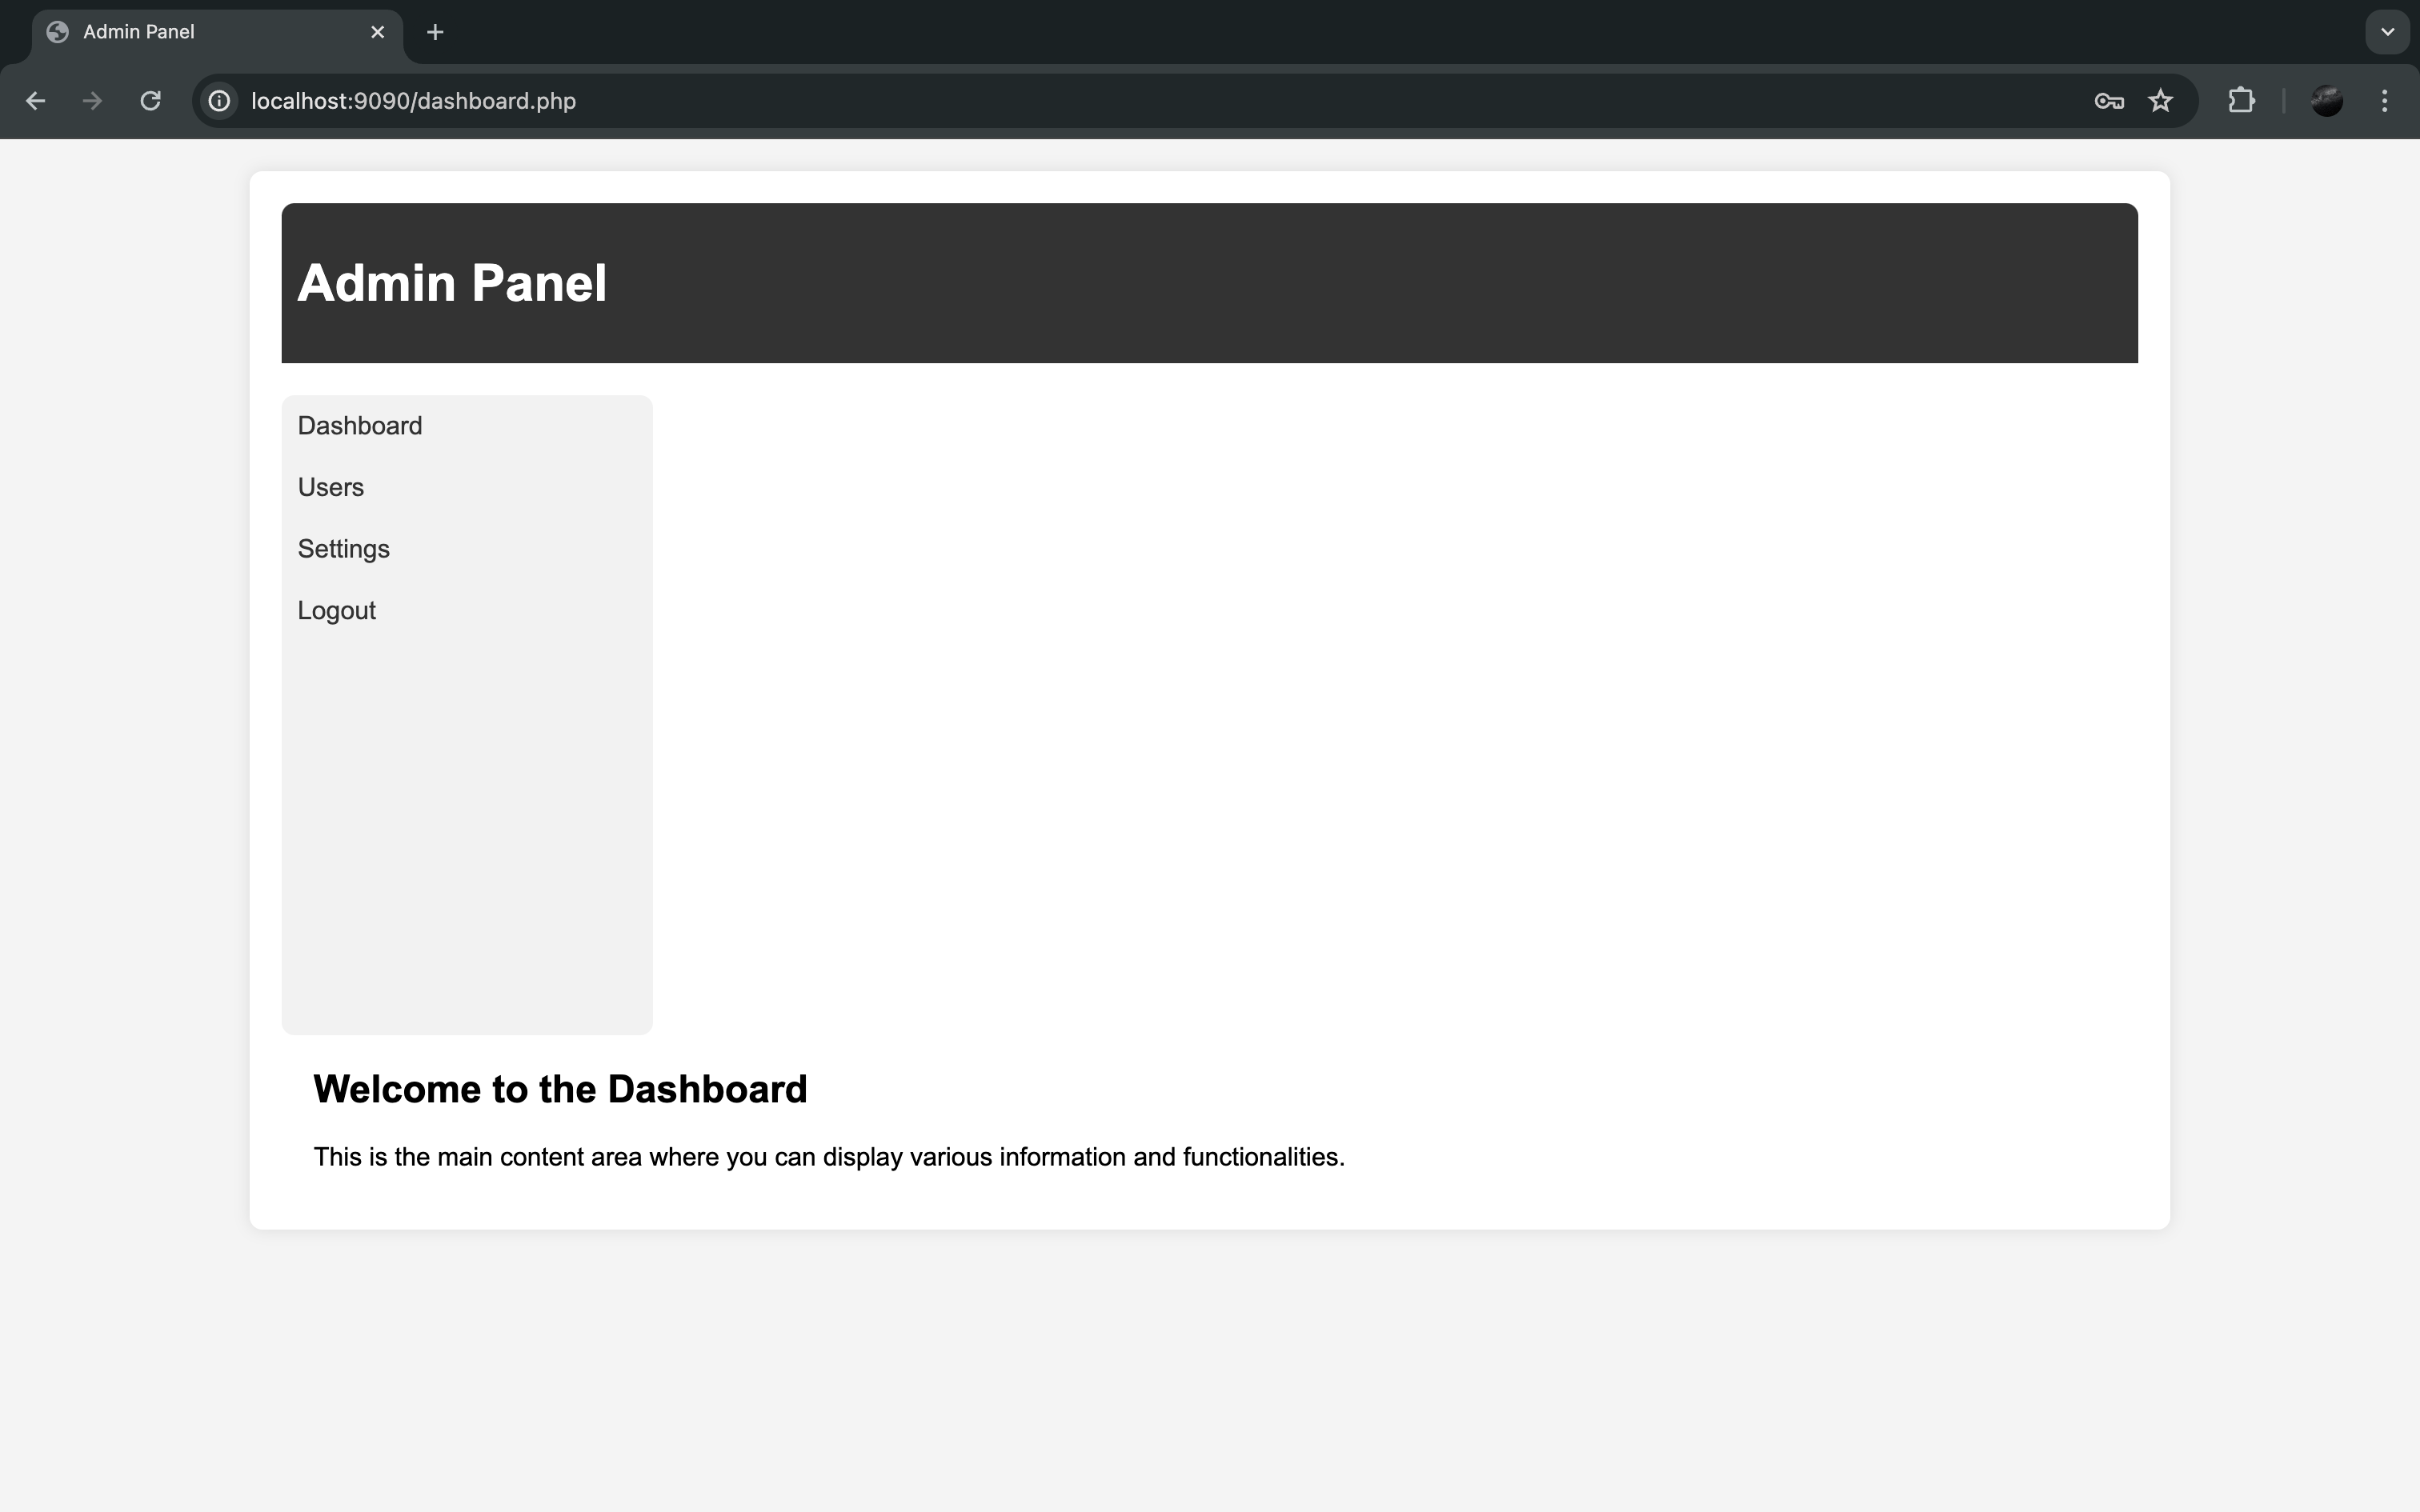 Admin Panel
localhost:9090/dashboard.php
Admin Panel
Dashboard
Users
Settings
Logout
Welcome to the Dashboard
This is the main content area where you can display various information and functionalities.